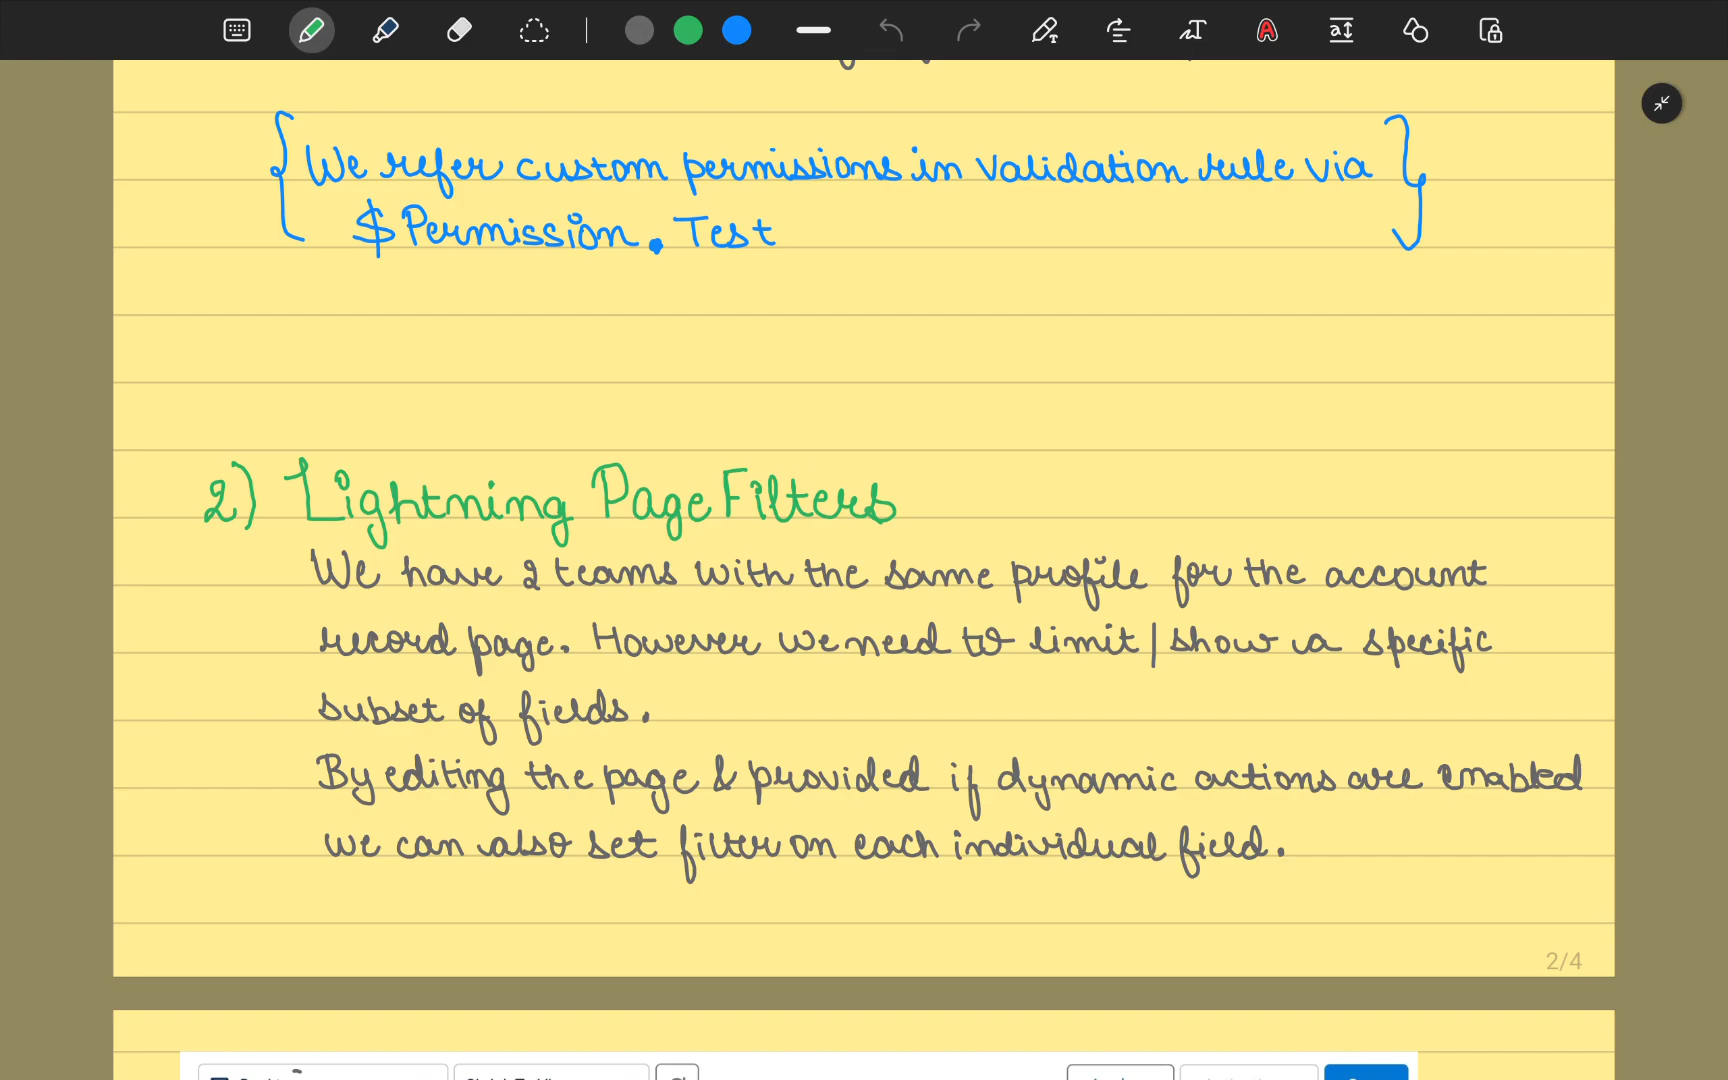 { We refer custom permissions in validation rule via }
$Permission.Test
2) Lightning Page Filters
We have 2 teams with the same profile for the account
record page. However we need to limit / show a specific
subset of fields.
By editing the page & provided if dynamic actions are enabled
we can also set filter on each individual field.
2/4